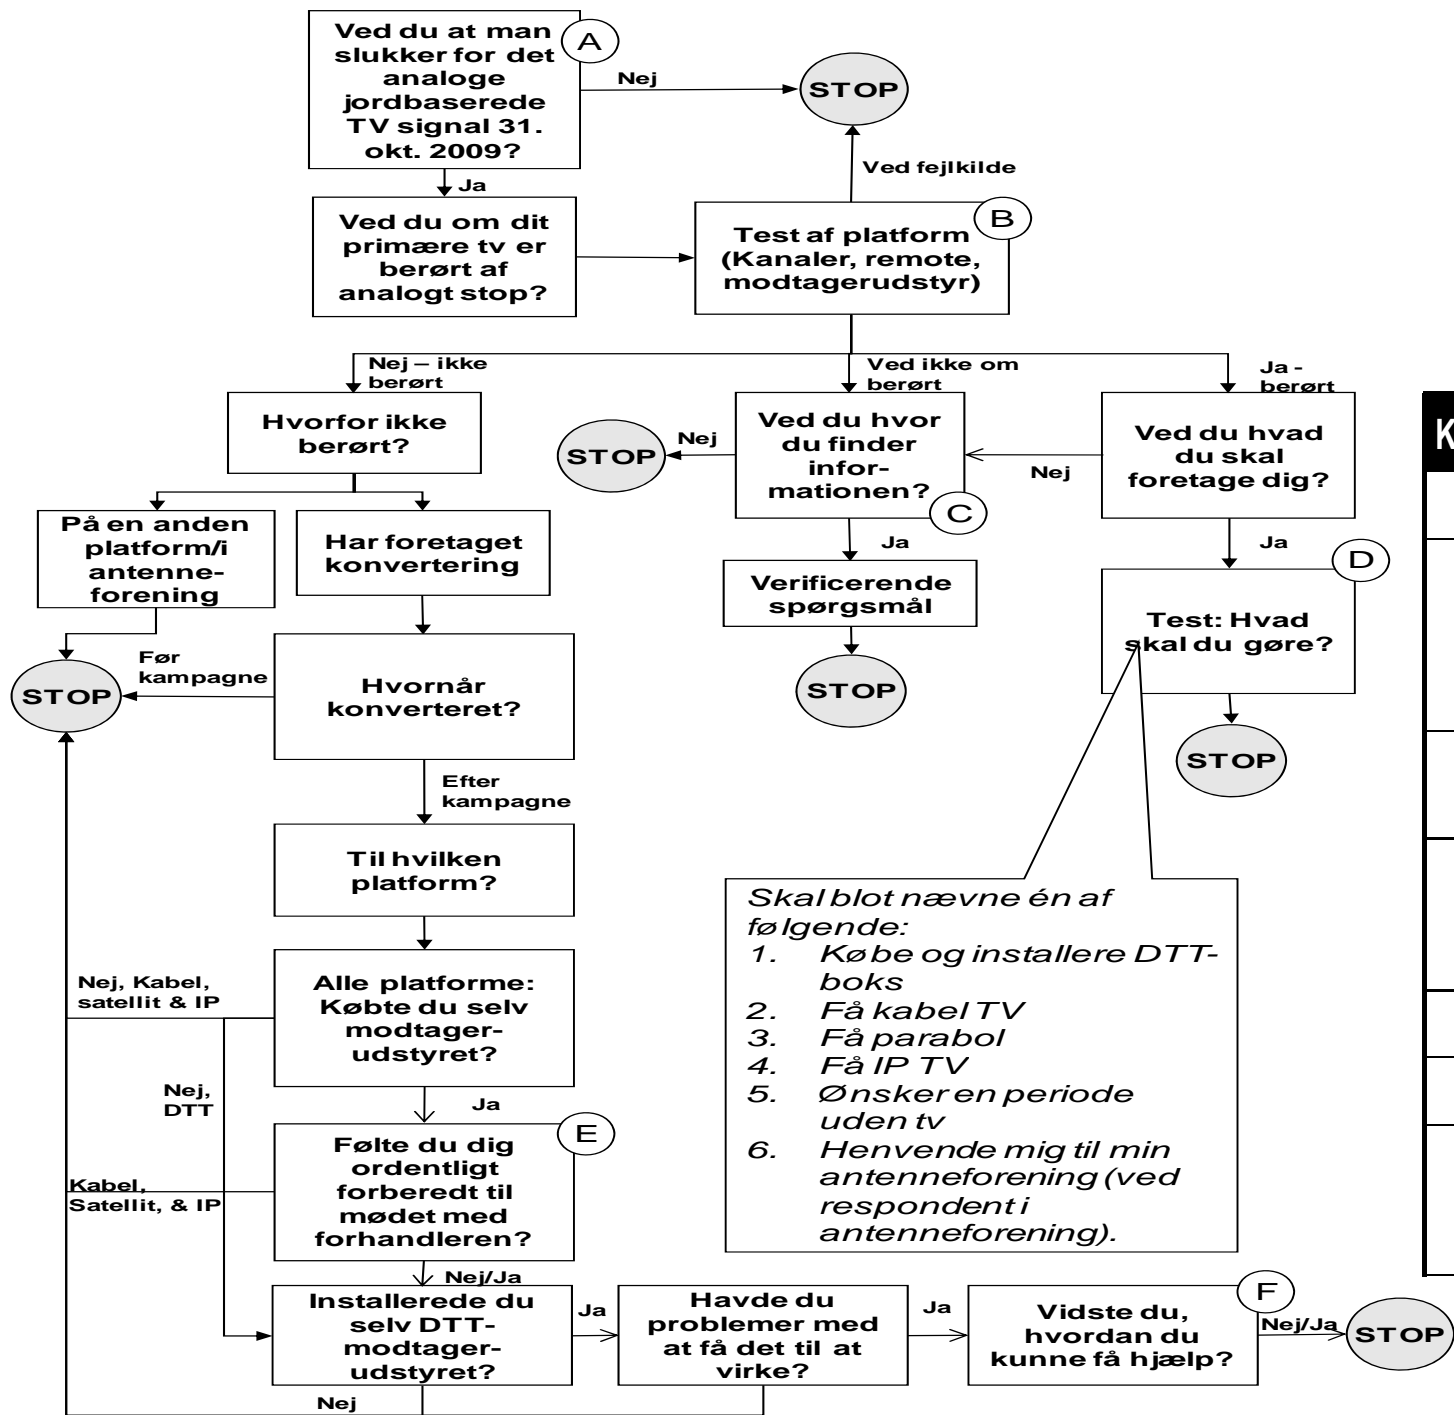 Ved du at man
slukker for det
analoge
jordbaserede
TV signal 31.
okt. 2009?
A
Nej
STOP
Ved fejlkilde
Ja
Ved du om dit
primære tv er
berørt af
analogt stop?
Test af platform
(Kanaler, remote,
modtagerudstyr)
B
Nej – ikke
berørt
Ved ikke om
berørt
Ja -
berørt
Hvorfor ikke
berørt?
STOP
Nej
Ved du hvor
du finder
infor-
mationen?
C
Nej
Ved du hvad
du skal
foretage dig?
K
På en anden
platform/i
antenne-
forening
Har foretaget
konvertering
Ja
Verificerende
spørgsmål
STOP
Ja
D
Test: Hvad
skal du gøre?
STOP
STOP
Før
kampagne
Hvornår
konverteret?
Efter
kampagne
Til hvilken
platform?
Skal blot nævne én af
følgende:
1. Købe og installere DTT-
boks
2. Få kabel TV
3. Få parabol
4. Få IP TV
5. Ønsker en periode
uden tv
6. Henvende mig til min
antenneforening (ved
respondent i
antenneforening).
Nej, Kabel,
satellit & IP
Alle platforme:
Købte du selv
modtager-
udstyret?
Nej,
DTT
Ja
E
Følte du dig
ordentligt
forberedt til
mødet med
forhandleren?
Kabel,
Satellit, & IP
Nej/Ja
Installerede du
selv DTT-
modtager-
udstyret?
Ja
Havde du
problemer med
at få det til at
virke?
Ja
Vidste du,
hvordan du
kunne få hjælp?
F
Nej/Ja
STOP
Nej